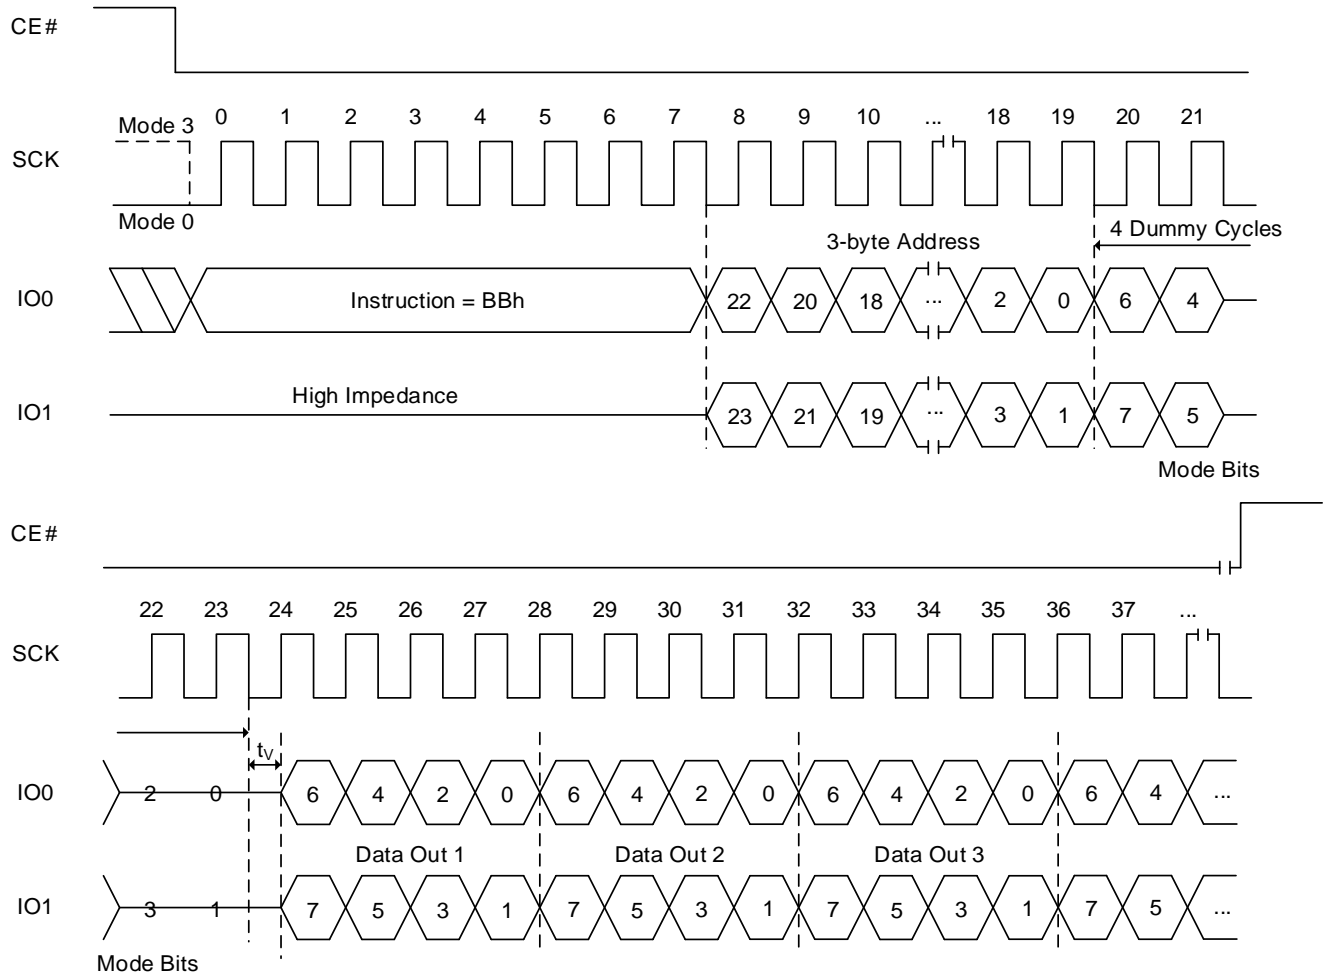 CE#
0 1 2 3 4 5 6 7 8 9 10 ... 18 19 20 21
Mode 3
SCK
Mode 0
4 Dummy Cycles
3-byte Address
IO0 Instruction = BBh 22 20 18 ... 2 0 6 4
High Impedance
IO1 23 21 19 ... 3 1 7 5
Mode Bits
CE#
22 23 24 25 26 27 28 29 30 31 32 33 34 35 36 37 ...
SCK
tV
IO0 2 0 6 4 2 0 6 4 2 0 6 4 2 0 6 4 ...
Data Out 1 Data Out 2 Data Out 3
IO1 3 1 7 5 3 1 7 5 3 1 7 5 3 1 7 5 ...
Mode Bits